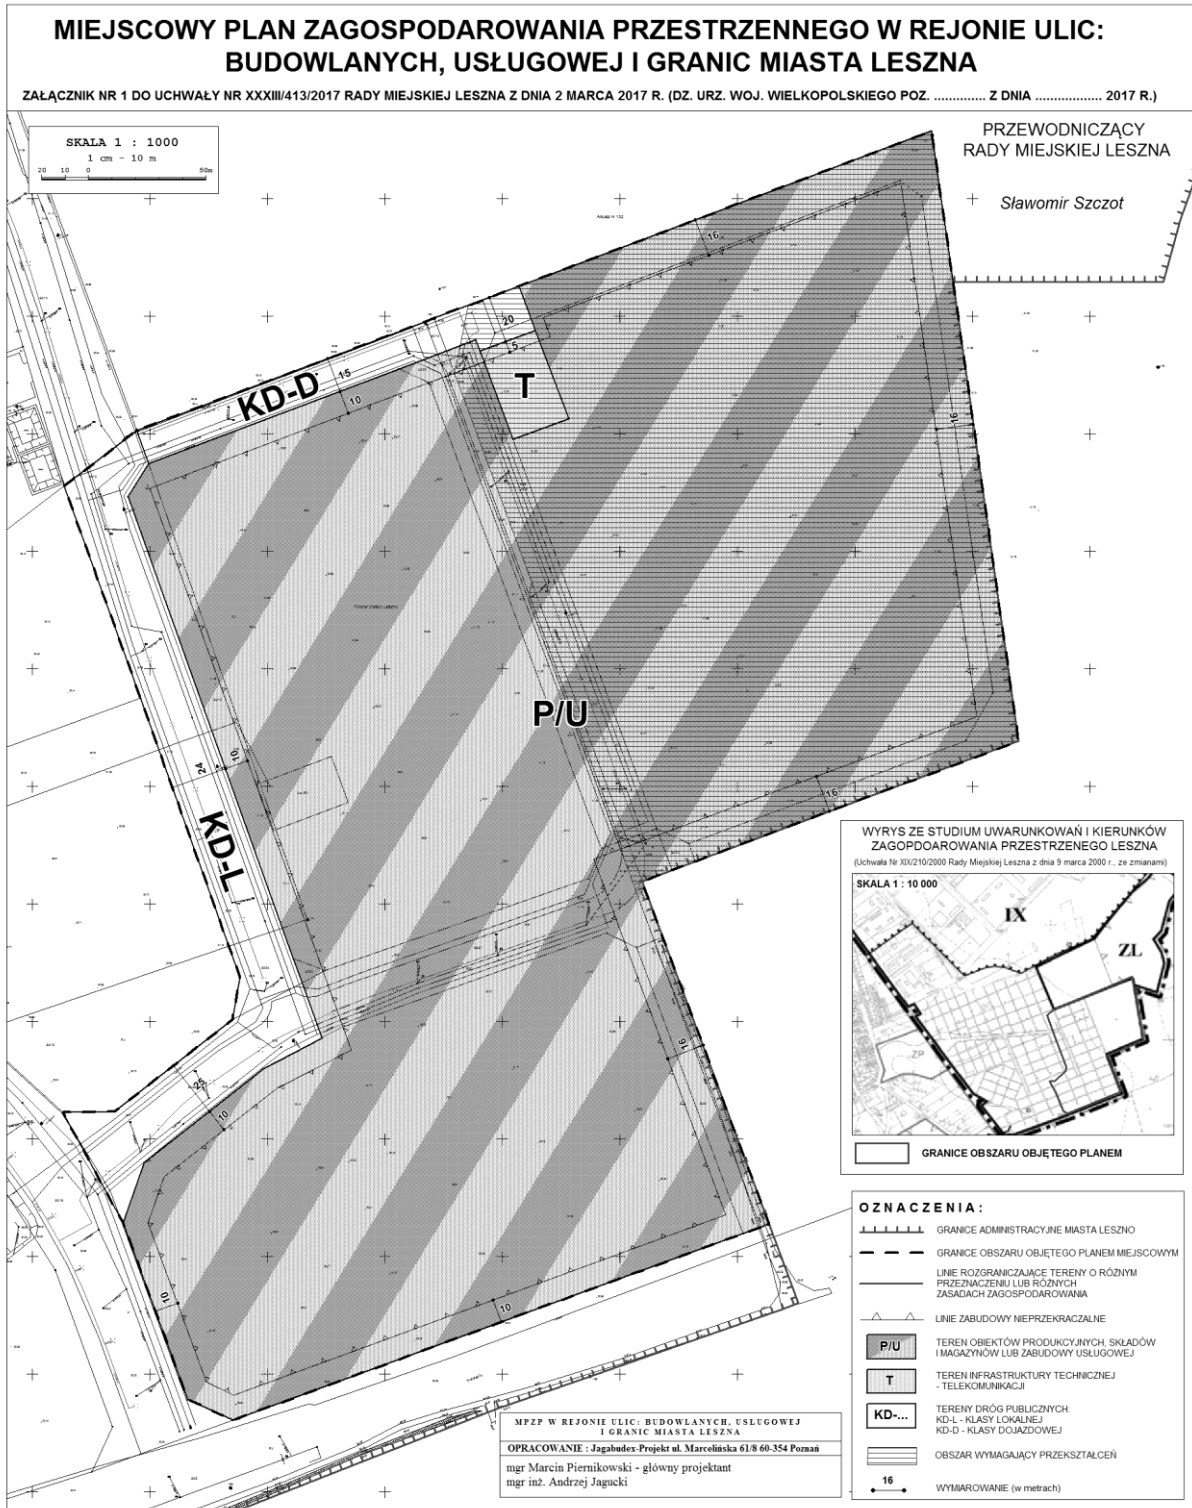 MIEJSCOWY PLAN ZAGOSPODAROWANIA PRZESTRZENNEGO W REJONIE ULIC:
BUDOWLANYCH, USŁUGOWEJ I GRANIC MIASTA LESZNA
ZAŁĄCZNIK NR 1 DO UCHWAŁY NR XXXIII/413/2017 RADY MIEJSKIEJ LESZNA Z DNIA 2 MARCA 2017 R. (DZ. URZ. WOJ. WIELKOPOLSKIEGO POZ. .............. Z DNIA .................. 2017 R.)
SKALA 1 : 1000
1 cm - 10 m
20 10 0 50m
PRZEWODNICZĄCY
RADY MIEJSKIEJ LESZNA
Sławomir Szczot
16
20
5
T
KD-D
15
10
16
P/U
24
10
KD-L
16
16
25
10
10
10
WYRYS ZE STUDIUM UWARUNKOWAŃ I KIERUNKÓW
ZAGOPDOAROWANIA PRZESTRZENEGO LESZNA
(Uchwała Nr XIX/210/2000 Rady Miejskiej Leszna z dnia 9 marca 2000 r., ze zmianami)
SKALA 1 : 10 000
IX
ZL
ZP
GRANICE OBSZARU OBJĘTEGO PLANEM
OZNACZENIA:
GRANICE ADMINISTRACYJNE MIASTA LESZNO
GRANICE OBSZARU OBJĘTEGO PLANEM MIEJSCOWYM
LINIE ROZGRANICZAJĄCE TERENY O RÓŻNYM
PRZEZNACZENIU LUB RÓŻNYCH
ZASADACH ZAGOSPODAROWANIA
LINIE ZABUDOWY NIEPRZEKRACZALNE
P/U
TEREN OBIEKTÓW PRODUKCYJNYCH, SKŁADÓW
I MAGAZYNÓW LUB ZABUDOWY USŁUGOWEJ
T
TEREN INFRASTRUKTURY TECHNICZNEJ
- TELEKOMUNIKACJI
KD-...
TERENY DRÓG PUBLICZNYCH:
KD-L - KLASY LOKALNEJ
KD-D - KLASY DOJAZDOWEJ
OBSZAR WYMAGAJĄCY PRZEKSZTAŁCEŃ
16
WYMIAROWANIE (w metrach)
MPZP W REJONIE ULIC: BUDOWLANYCH, USŁUGOWEJ
I GRANIC MIASTA LESZNA
OPRACOWANIE : Jagabudex-Projekt ul. Marcelińska 61/8 60-354 Poznań
mgr Marcin Piernikowski - główny projektant
mgr inż. Andrzej Jagucki